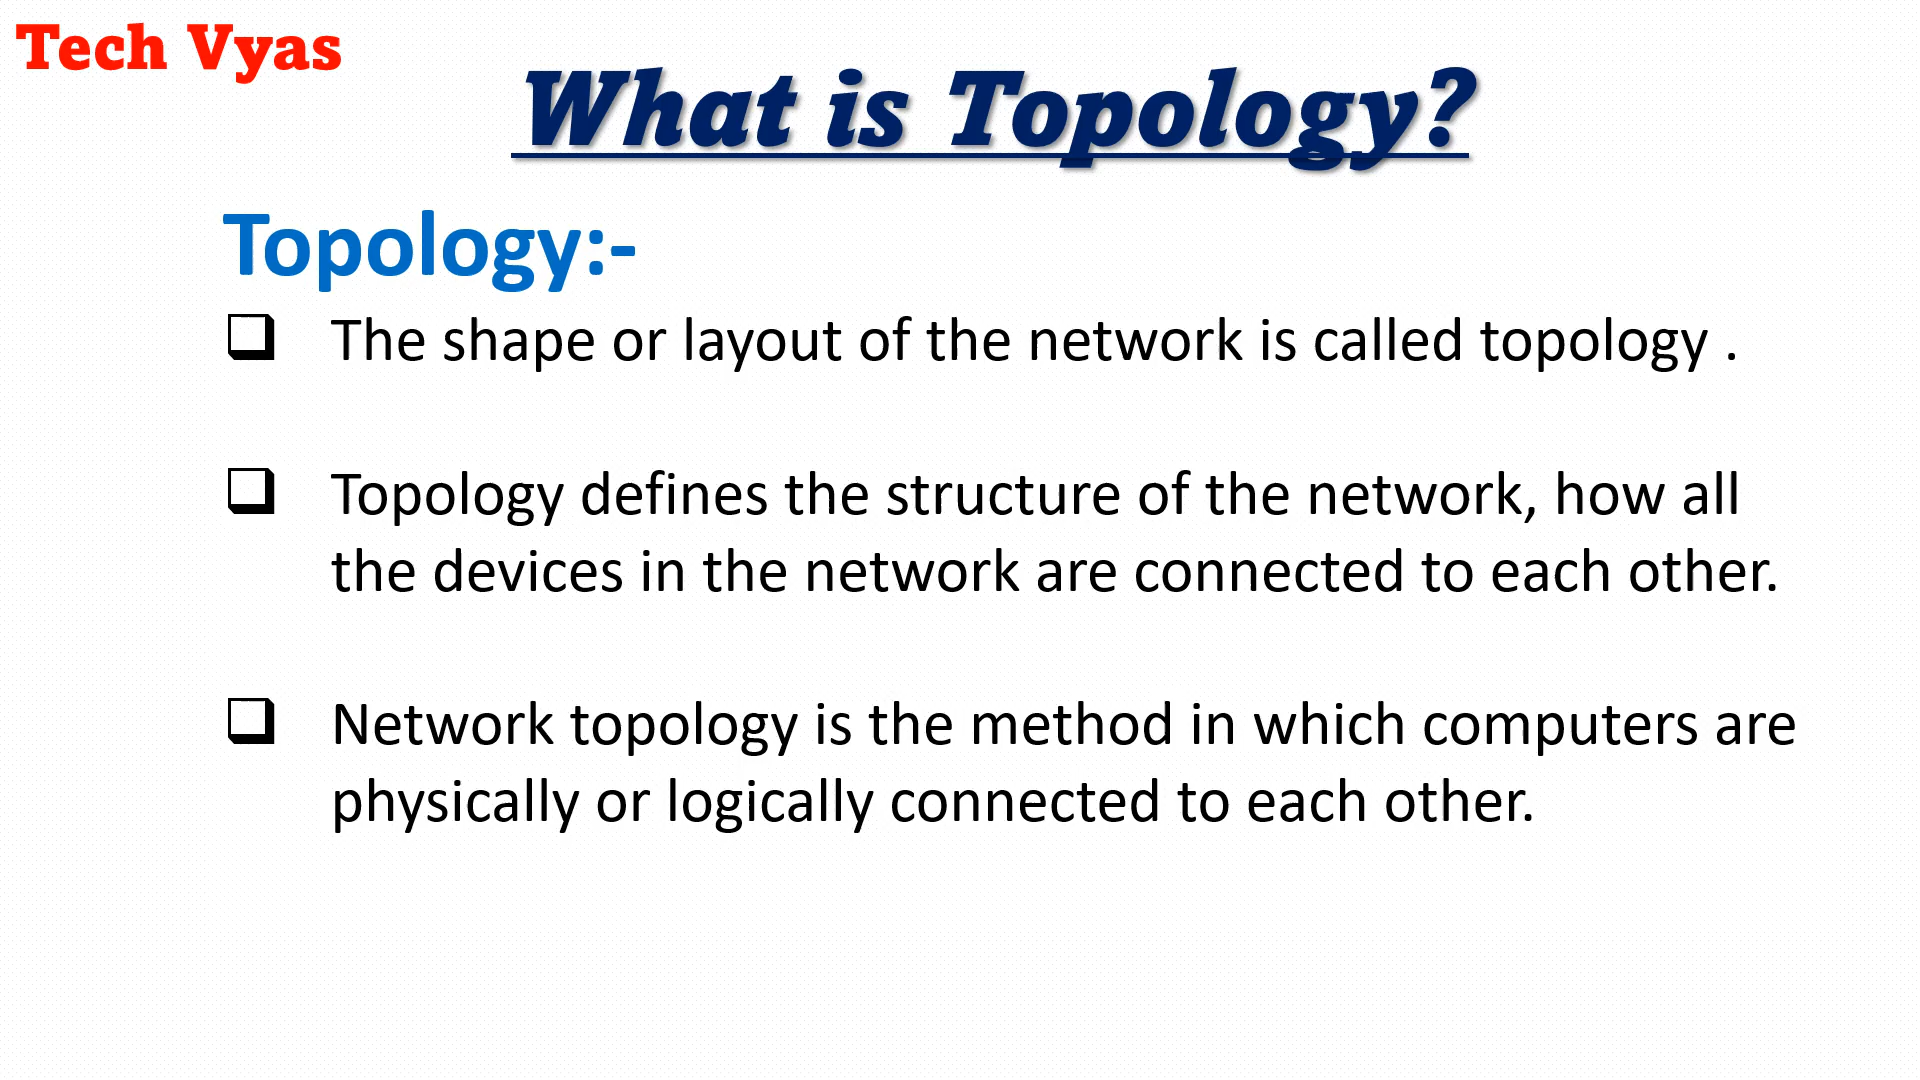 Tech Vyas
What is Topology?
Topology:-
❑ The shape or layout of the network is called topology .
❑ Topology defines the structure of the network, how all
the devices in the network are connected to each other.
❑ Network topology is the method in which computers are
physically or logically connected to each other.